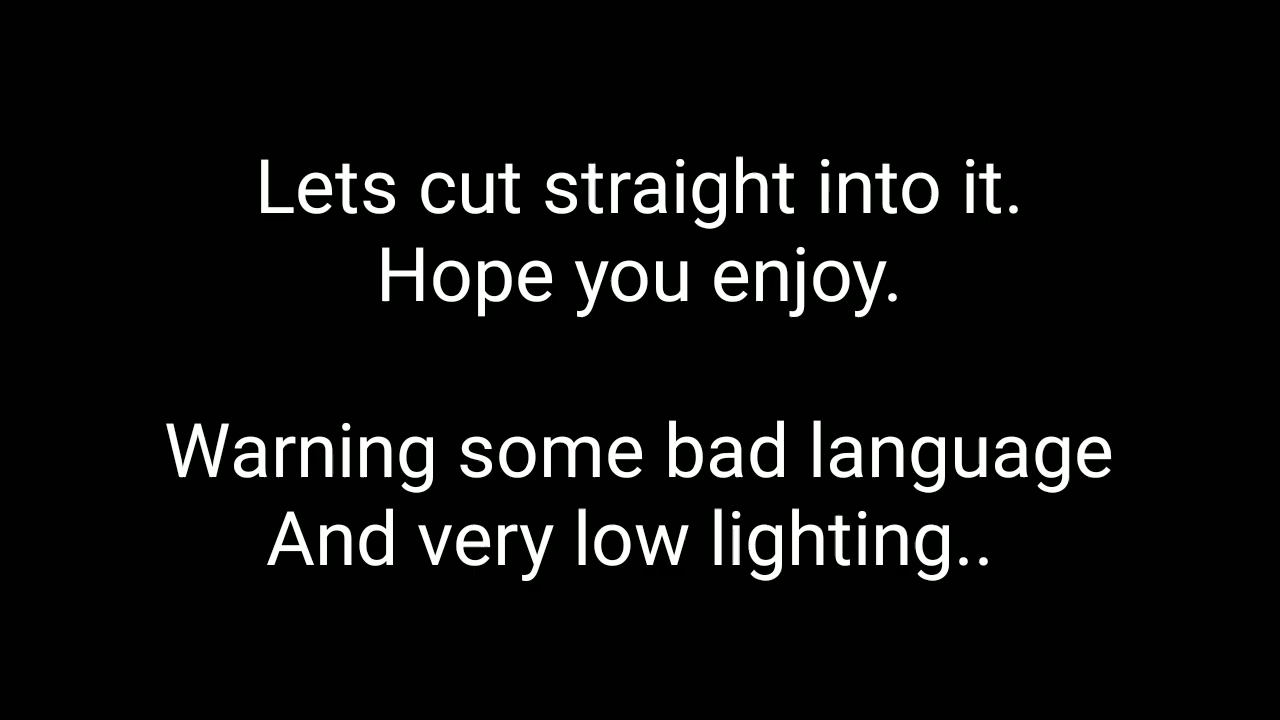 Lets cut straight into it.
Hope you enjoy.
Warning some bad language
And very low lighting..